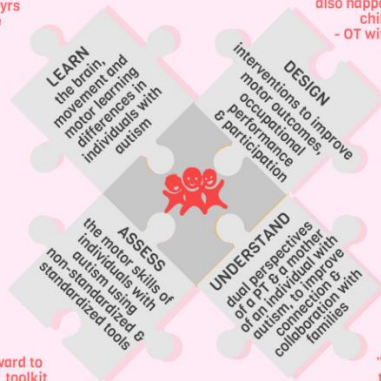 yrs
also happ
chi
- OT wi
LEARN
the brain,
movement and
motor learning
differences in
individuals with
autism
DESIGN
interventions to improve
motor outcomes,
occupational
performance
& participation
ASSESS
the motor skills of
individuals with
autism using
non-standardized &
standardized tools
UNDERSTAND
dual perspectives
of a PT & a mother
of an individual with
autism, to improve
connection &
collaboration with
families
ward to
toolkit